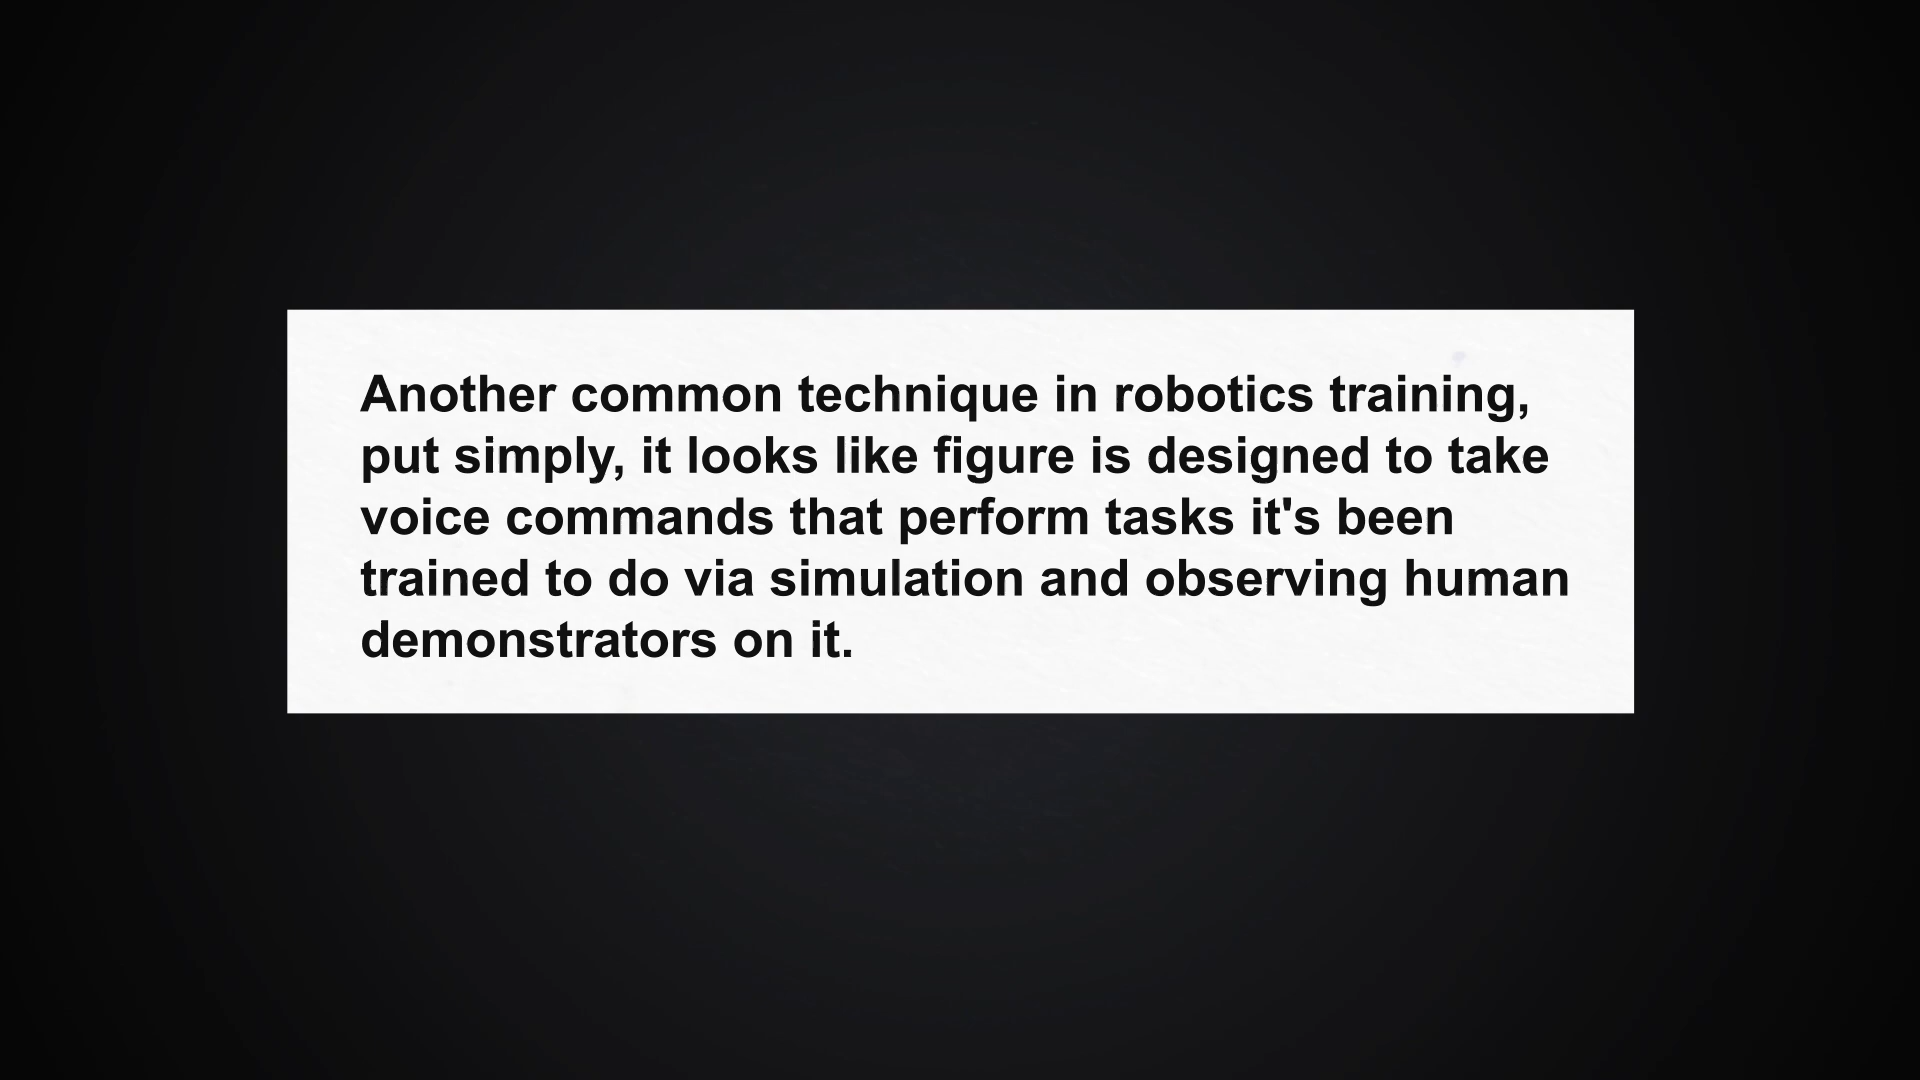 Another common technique in robotics training,
put simply, it looks like figure is designed to take
voice commands that perform tasks it's been
trained to do via simulation and observing human
demonstrators on it.